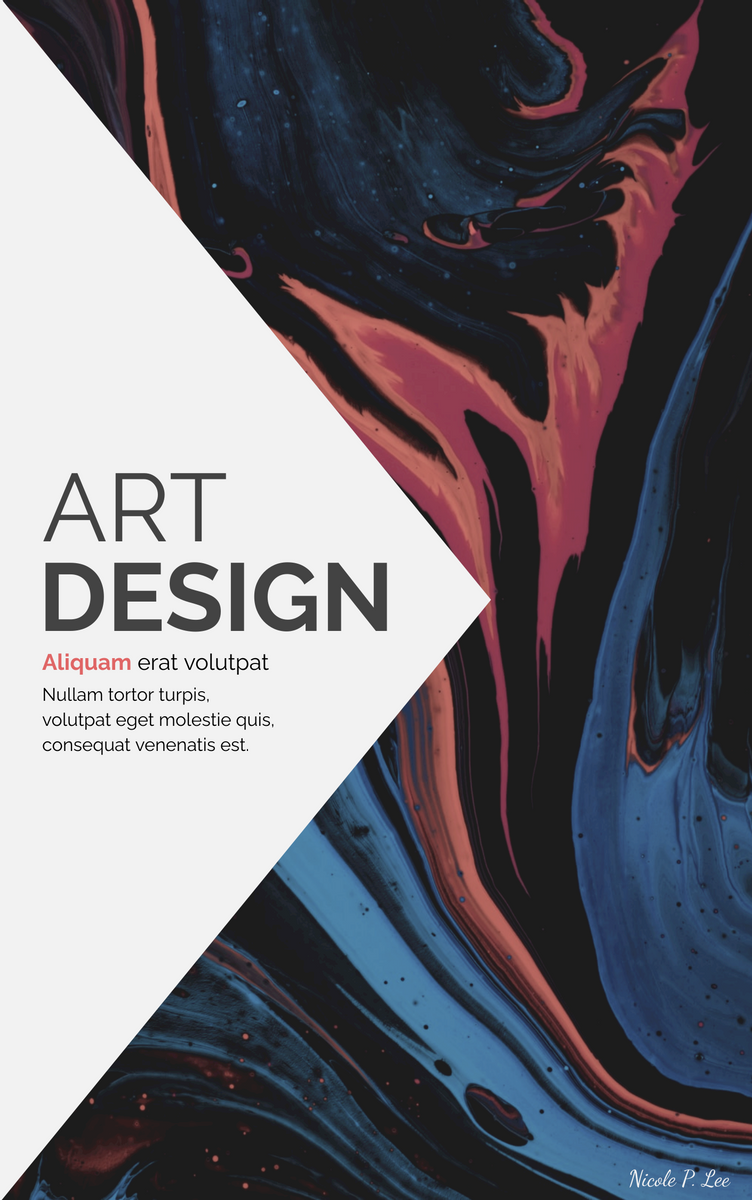 ART
DESIGN
Aliquam erat volutpat
Nullam tortor turpis,
volutpat eget molestie quis,
consequat venenatis est.
Nicole P. Lee